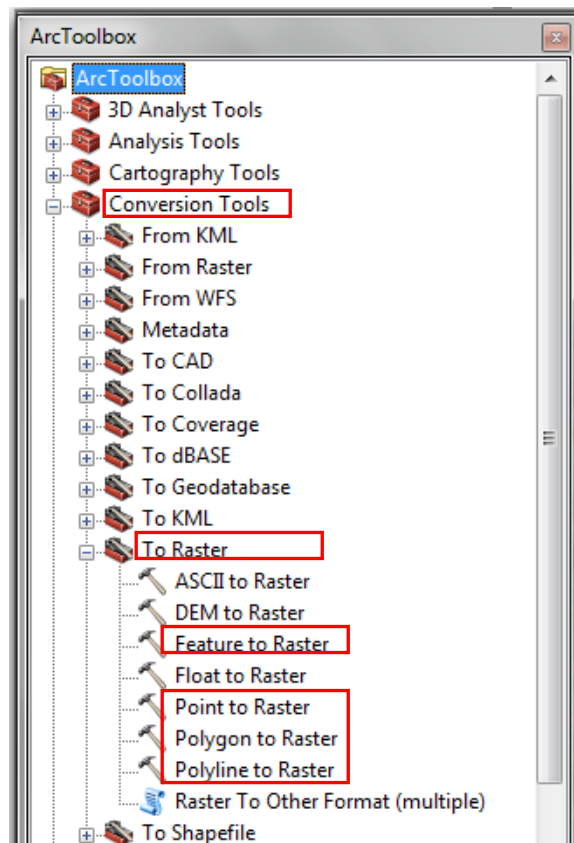 ArcToolbox
ArcToolbox
3D Analyst Tools
Analysis Tools
Cartography Tools
Conversion Tools
From KML
From Raster
From WFS
Metadata
To CAD
To Collada
To Coverage
To dBASE
To Geodatabase
To KML
To Raster
ASCII to Raster
DEM to Raster
Feature to Raster
Float to Raster
Point to Raster
Polygon to Raster
Polyline to Raster
Raster To Other Format (multiple)
To Shapefile